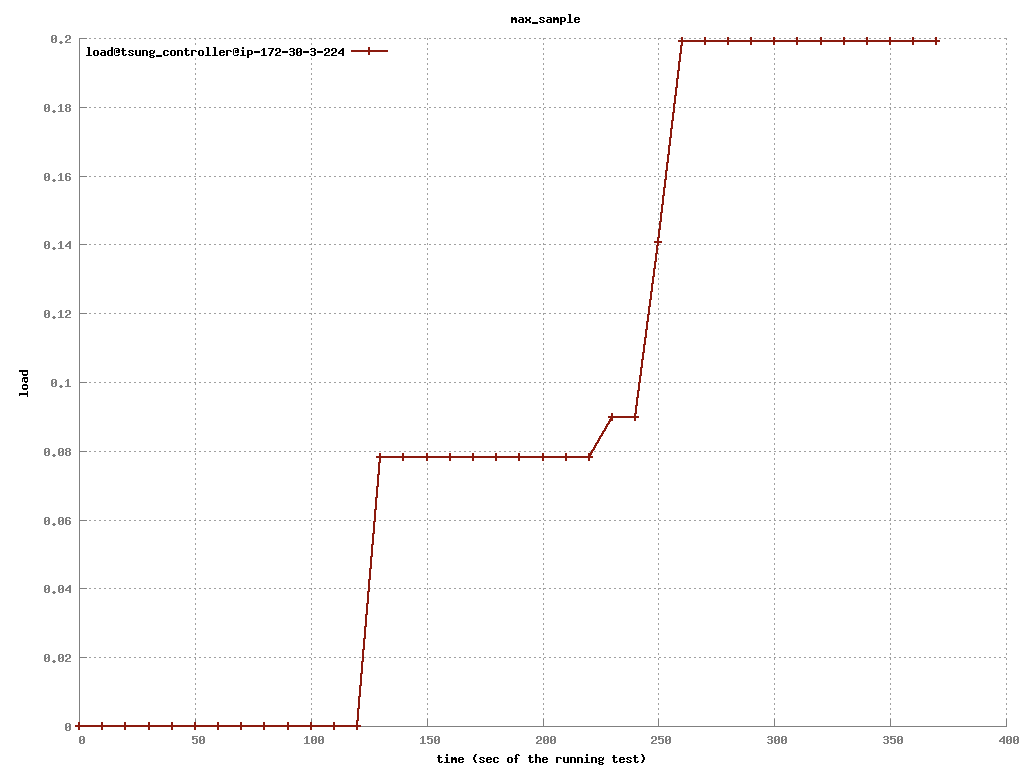 max_sample
load@tsung_controller@ip-172-30-3-224
0.2
0.18
0.16
0.14
0.12
0.1
0.08
0.06
0.04
0.02
0
load
0 50 100 150 200 250 300 350 400
time (sec of the running test)